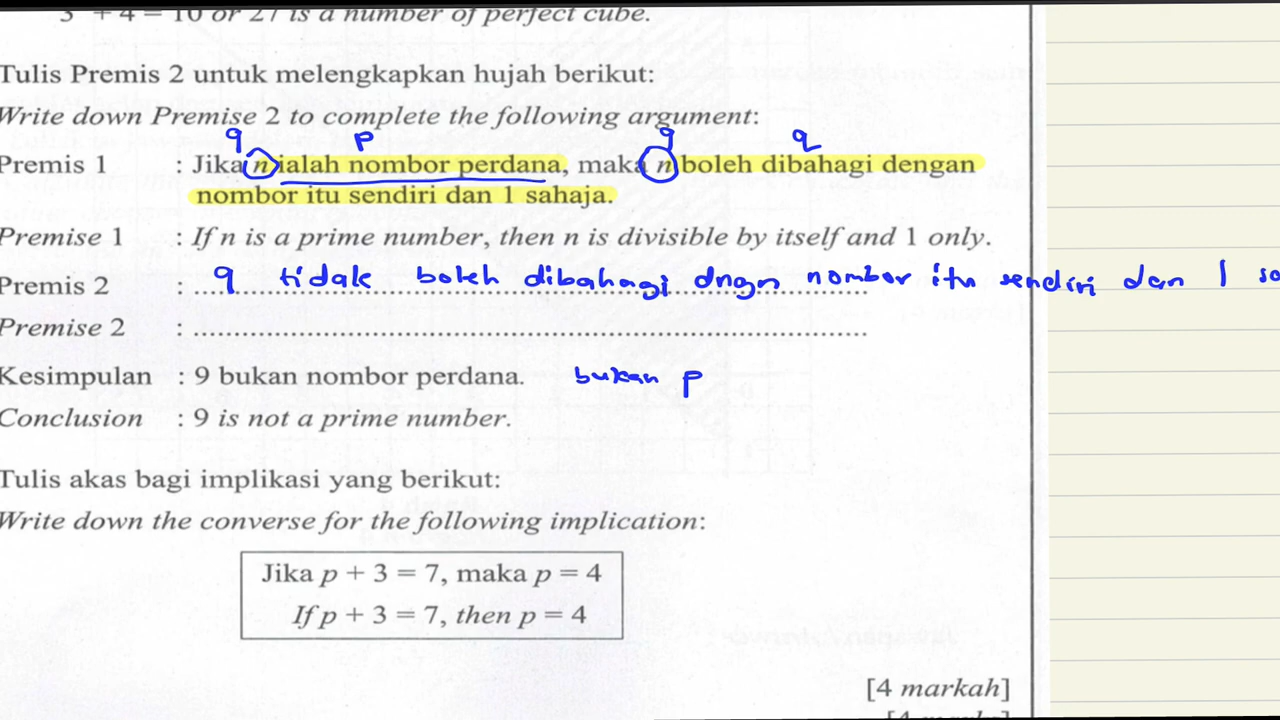 3 + 4 = 10 or 27 is a number of perfect cube.
Tulis Premis 2 untuk melengkapkan hujah berikut:
Write down Premise 2 to complete the following argument:
9 p 9 q
Premis 1 : Jika n ialah nombor perdana, maka n boleh dibahagi dengan
nombor itu sendiri dan 1 sahaja.
Premise 1 : If n is a prime number, then n is divisible by itself and 1 only.
Premis 2 : 9 tidak boleh dibahagi dngn nombor itu sendiri dan 1
Premise 2 : ................................................................
Kesimpulan : 9 bukan nombor perdana. bukan p
Conclusion : 9 is not a prime number.
Tulis akas bagi implikasi yang berikut:
Write down the converse for the following implication:
Jika p + 3 = 7, maka p = 4
If p + 3 = 7, then p = 4
[4 markah]